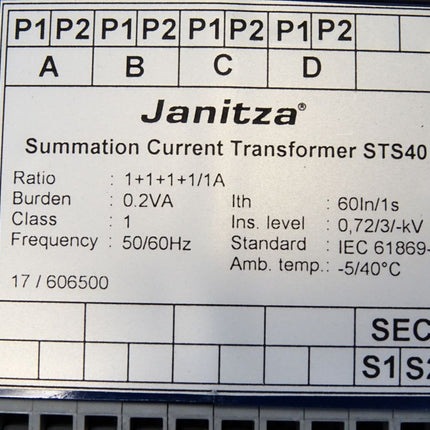 P1 P2 P1 P2 P1 P2 P1 P2
A B C D
Janitza®
Summation Current Transformer STS40
Ratio : 1+1+1+1/1A
Burden : 0.2VA Ith : 60In/1s
Class : 1 Ins. level : 0,72/3/-kV
Frequency : 50/60Hz Standard : IEC 61869-
Amb. temp.: -5/40°C
17 / 606500
SEC
S1 S2